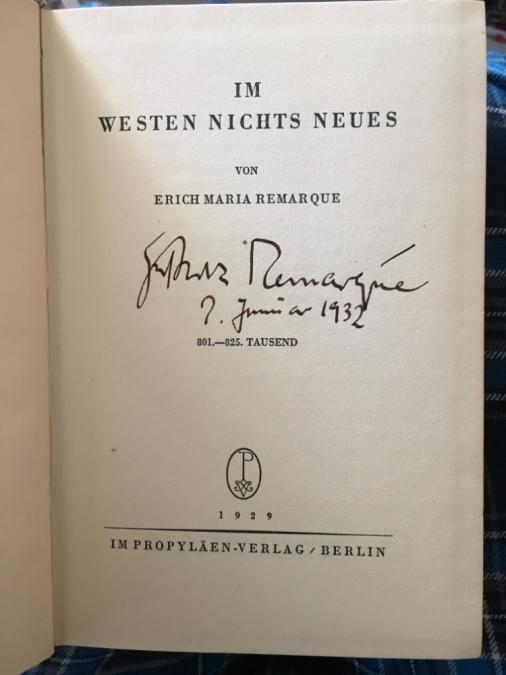 IM
WESTEN NICHTS NEUES
VON
ERICH MARIA REMARQUE
Remarque
7. Januar 1932
801.—825. TAUSEND
1929
IM PROPYLÄEN-VERLAG / BERLIN